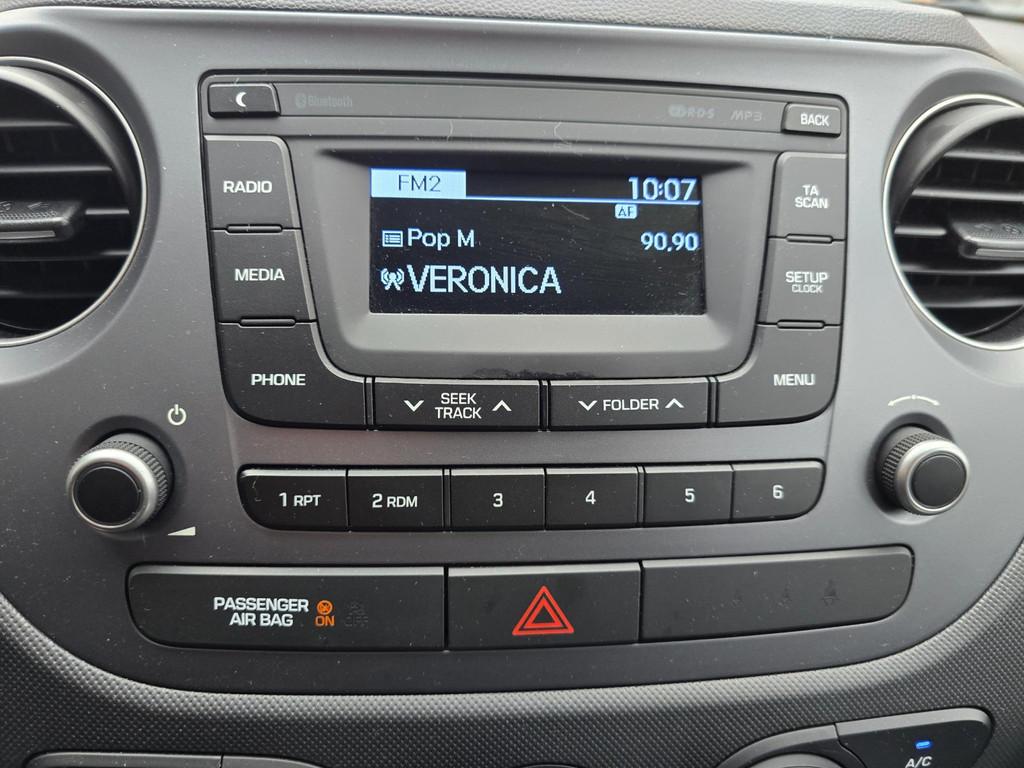 Bluetooth
RDS MP3
BACK
RADIO
FM2 10:07
AF
TA
SCAN
Pop M 90,90
MEDIA
VERONICA
SETUP
CLOCK
PHONE
SEEK
TRACK
FOLDER
MENU
1 RPT
2 RDM
3
4
5
6
PASSENGER
AIR BAG ON OFF
A/C